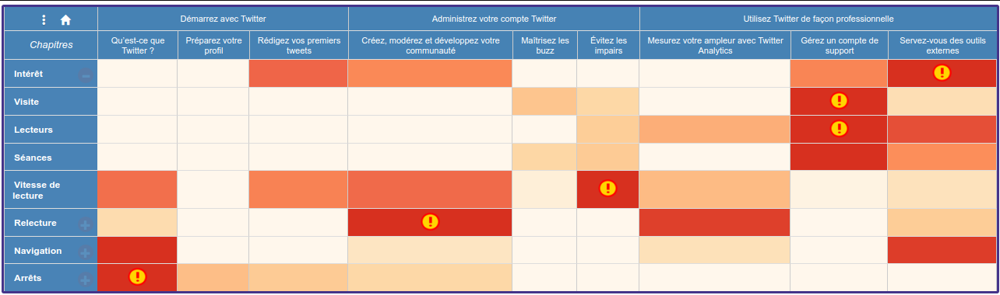 Démarrez avec Twitter
Administrez votre compte Twitter
Utilisez Twitter de façon professionnelle
Chapitres
Qu'est-ce que
Twitter ?
Préparez votre
profil
Rédigez vos premiers
tweets
Créez, modérez et développez votre
communauté
Maîtrisez les
buzz
Évitez les
impairs
Mesurez votre ampleur avec Twitter
Analytics
Gérez un compte de
support
Servez-vous des outils
externes
Intérêt
Visite
Lecteurs
Séances
Vitesse de
lecture
Relecture
Navigation
Arrêts